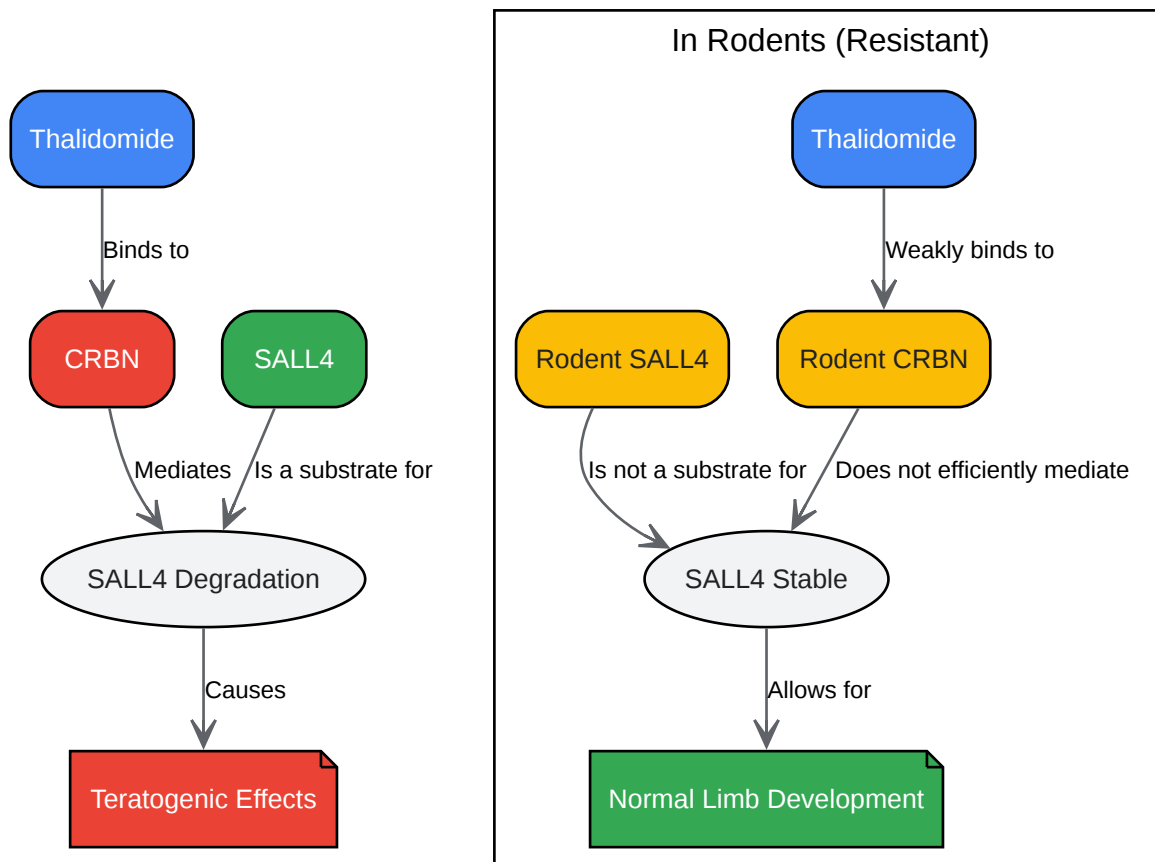 In Rodents (Resistant)
Thalidomide
Thalidomide
Binds to
Weakly binds to
CRBN
SALL4
Rodent SALL4
Rodent CRBN
Mediates
Is a substrate for
Is not a substrate for
Does not efficiently mediate
SALL4 Degradation
SALL4 Stable
Causes
Allows for
Teratogenic Effects
Normal Limb Development